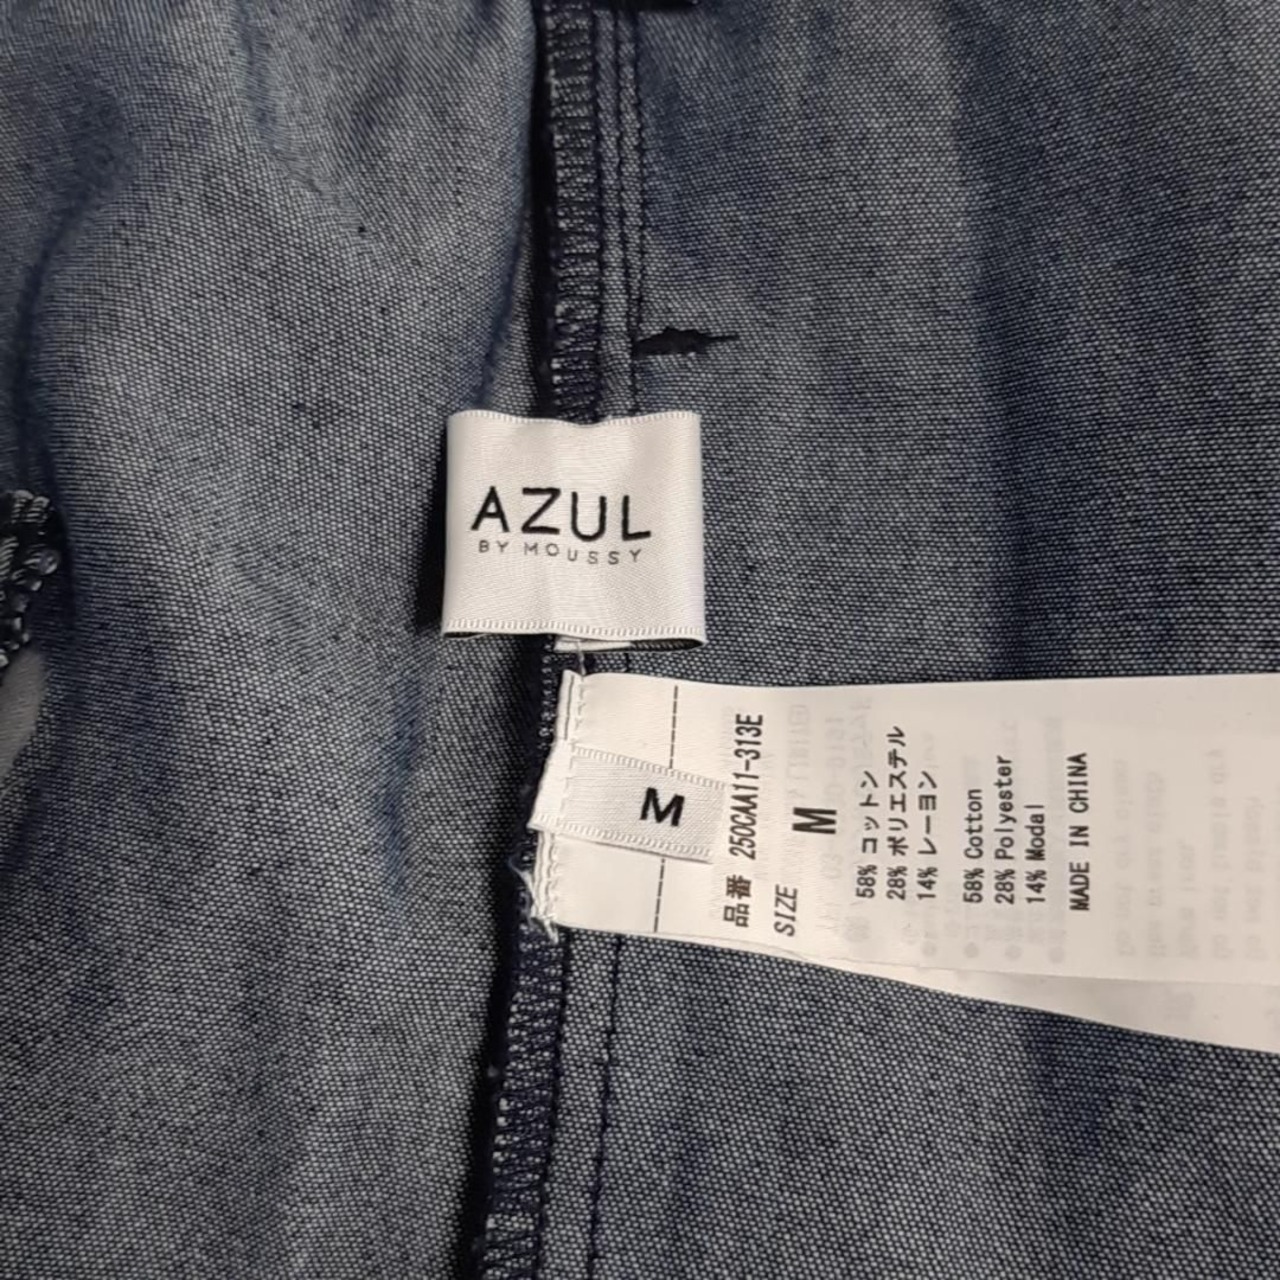 AZUL
BY MOUSSY
M
品番 250CAA11-313E
SIZE M
58% コットン
28% ポリエステル
14% レーヨン
58% Cotton
28% Polyester
14% Modal
MADE IN CHINA